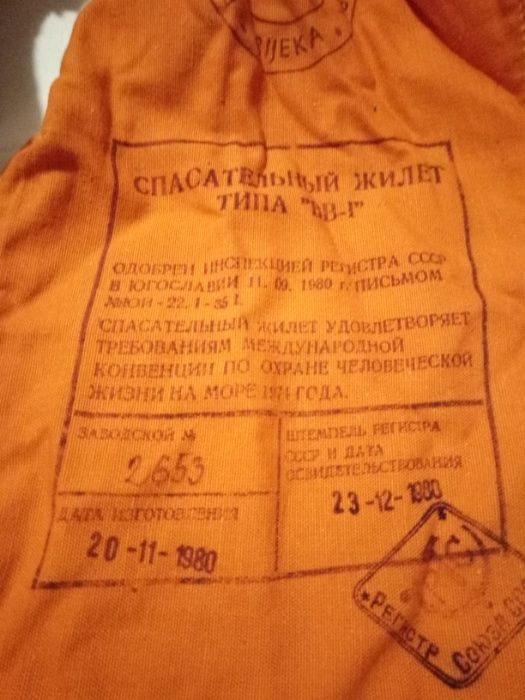 RIJEKA
СПАСАТЕЛЬНЫЙ ЖИЛЕТ
ТИПА
ОДОБРЕН ИНСПЕКЦИЕЙ РЕГИСТРА СССР
В ЮГОСЛАВИИ 11. 09. 1980 г. ПИСЬМОМ
СПАСАТЕЛЬНЫЙ ЖИЛЕТ УДОВЛЕТВОРЯЕТ
ТРЕБОВАНИЯМ МЕЖДУНАРОДНОЙ
КОНВЕНЦИИ ПО ОХРАНЕ ЧЕЛОВЕЧЕСКОЙ
ЖИЗНИ НА МОРЕ 1974 ГОДА.
ЗАВОДСКОЙ №
2653
ДАТА ИЗГОТОВЛЕНИЯ
20-11-1980
ШТЕМПЕЛЬ РЕГИСТРА
СССР И ДАТА
ОСВИДЕТЕЛЬСТВОВАНИЯ
23-12-1980
РЕГИСТР СОЮЗА